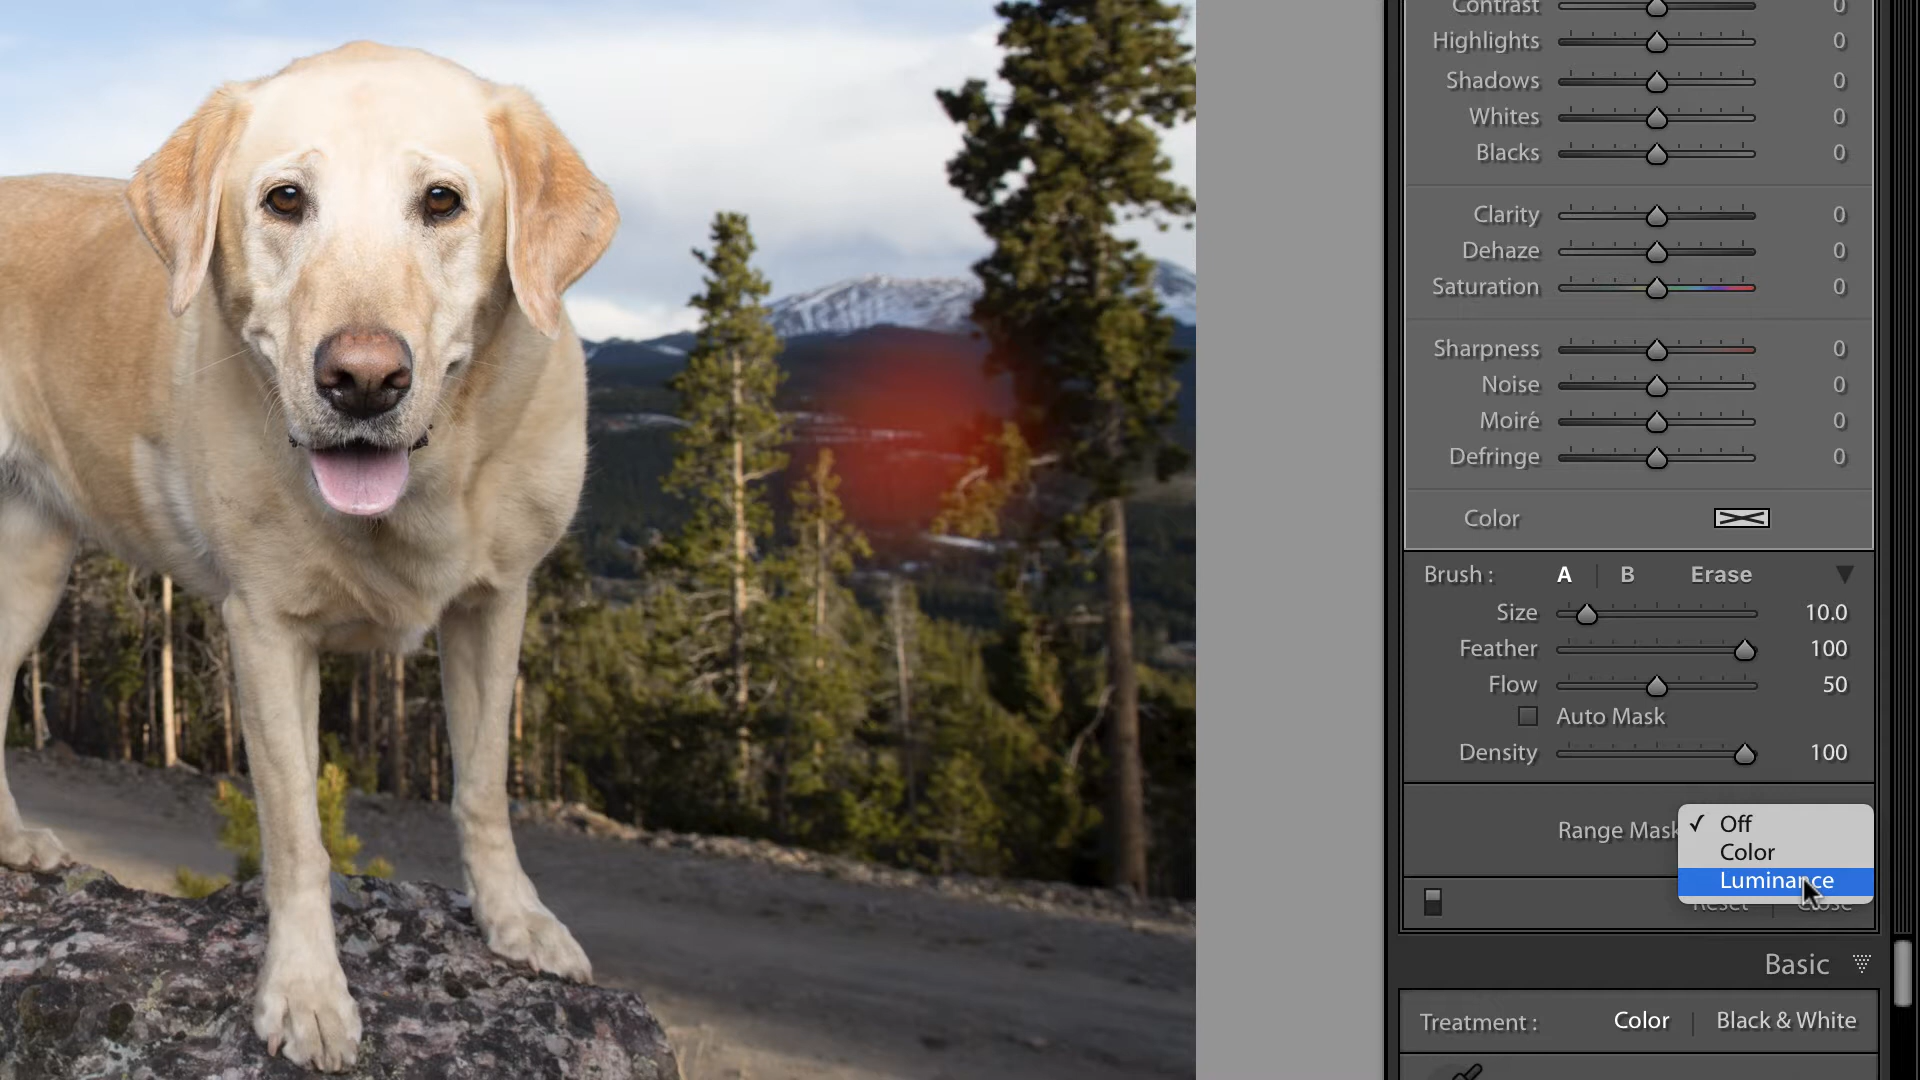 Contrast 0
Highlights 0
Shadows 0
Whites 0
Blacks 0
Clarity 0
Dehaze 0
Saturation 0
Sharpness 0
Noise 0
Moiré 0
Defringe 0
Color
Brush : A B Erase
Size 10.0
Feather 100
Flow 50
Auto Mask
Density 100
Range Mask
Off
Color
Luminance
Reset Close
Basic
Treatment : Color Black & White